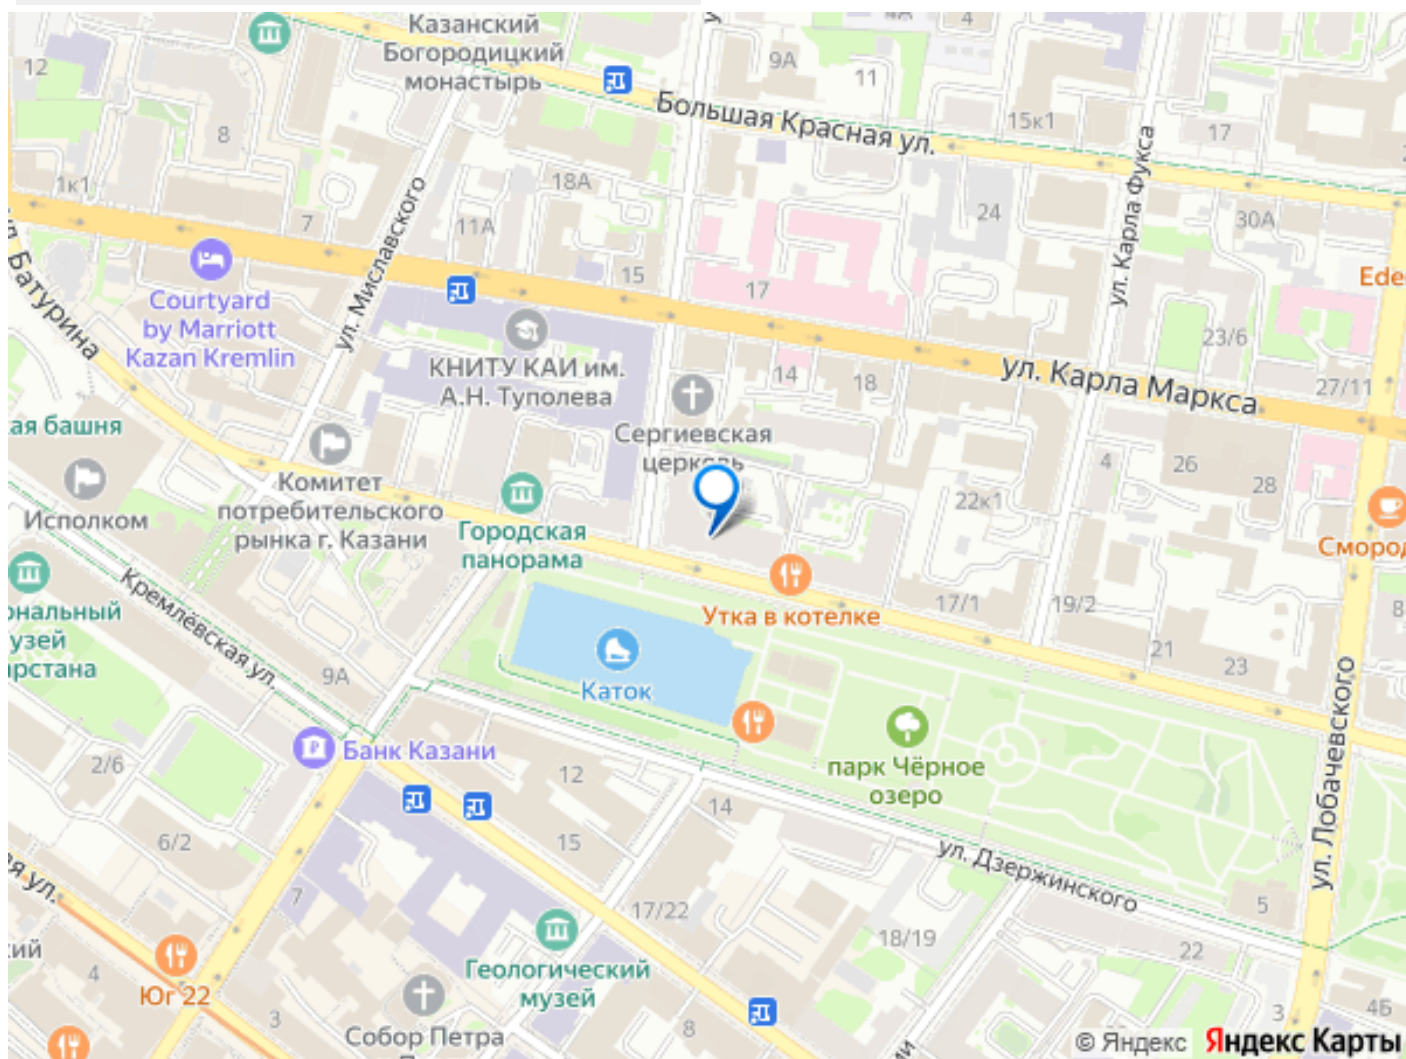 Казанский
Богородицкий
монастырь
12
4А
4
9А
11
Большая Красная ул.
15к1
17
8
ул. Карла Фукса
1к1
18А
ул. Миславского
7
11А
24
30А
15
17
Батурина
Courtyard
by Marriott
Kazan Kremlin
КНИТУ КАИ им.
А.Н. Туполева
23/6
14
18
ул. Карла Маркса
27/11
ая башня
Сергиевская
церковь
4
26
28
Исполком
Комитет
потребительского
рынка г. Казани
22к1
Городская
панорама
Кремлёвская ул.
Утка в котелке
17/1
19/2
21
23
9А
Каток
ул. Лобачевского
Банк Казани
2/6
12
парк Чёрное
озеро
14
6/2
15
ул. Дзержинского
7
17/22
18/19
5
22
Геологический
музей
4
Юг 22
3
Собор Петра
8
3
4Б
© Яндекс Яндекс Карты